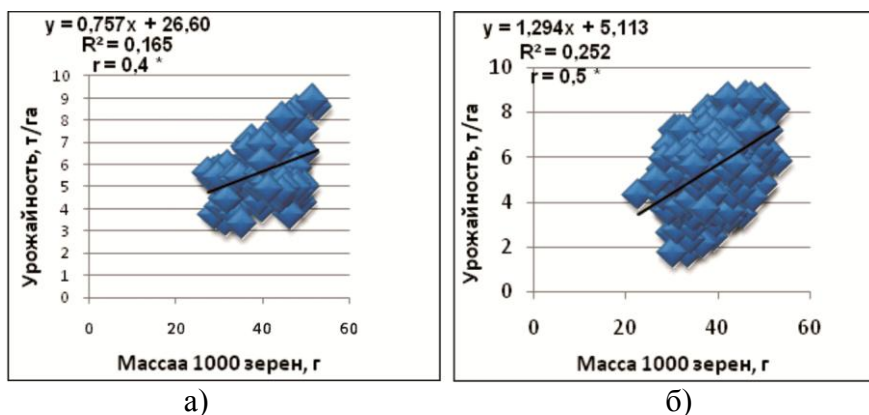 y = 0,757x + 26,60
R² = 0,165
r = 0,4 *
Урожайность, т/га
10
9
8
7
6
5
4
3
2
1
0
0 20 40 60
Массаа 1000 зерен, г
а)
y = 1,294x + 5,113
R² = 0,252
r = 0,5 *
Урожайность, т/га
10
8
6
4
2
0
0 20 40 60
Масса 1000 зерен, г
б)